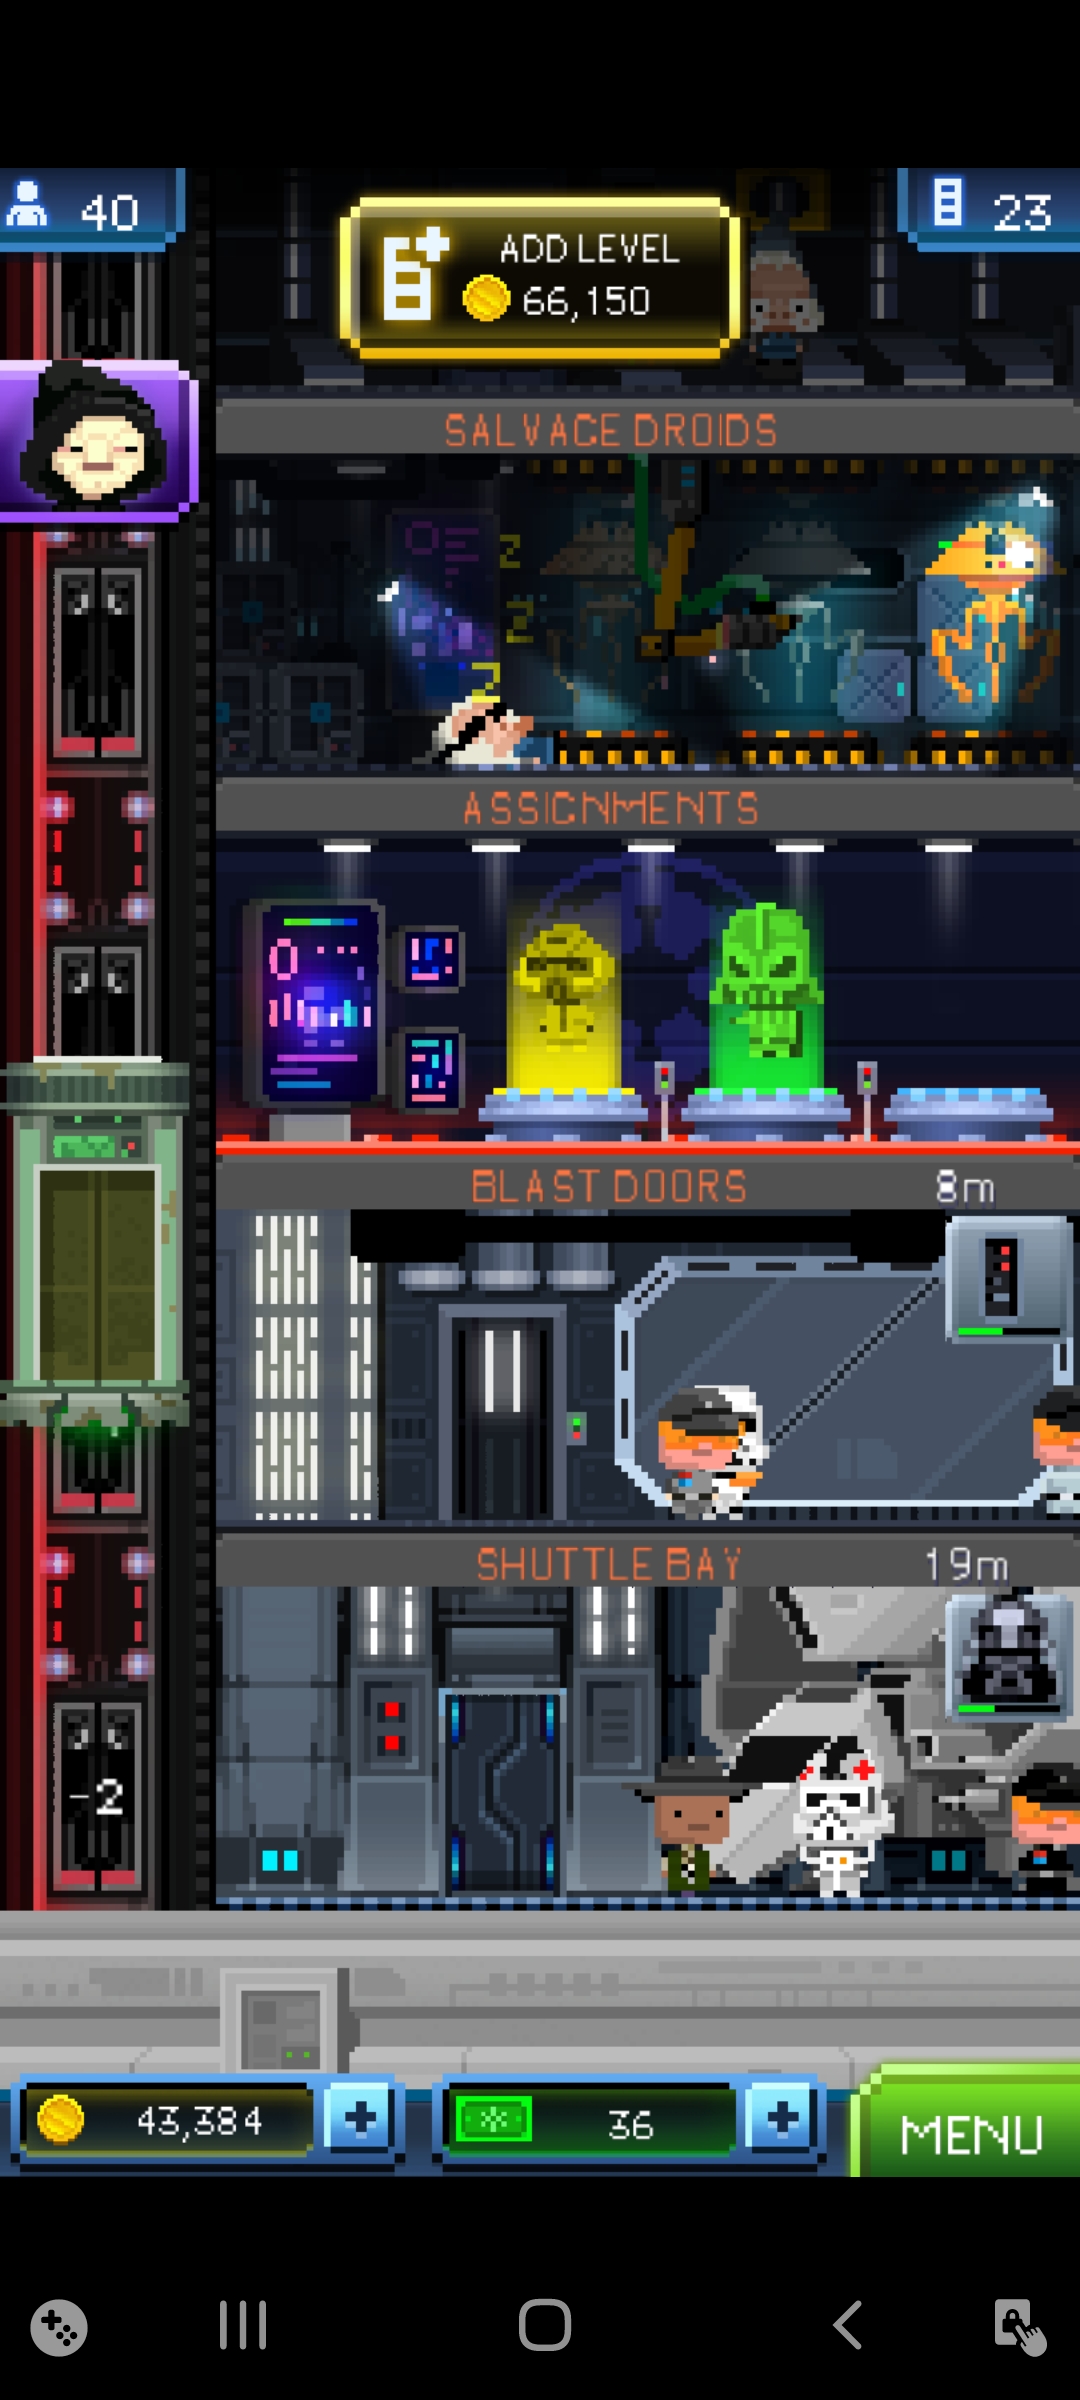 40
ADD LEVEL
66,150
23
SALVAGE DROIDS
Z
Z
Z
ASSIGNMENTS
BLAST DOORS 8m
SHUTTLE BAY 19m
-2
43,384
36
MENU